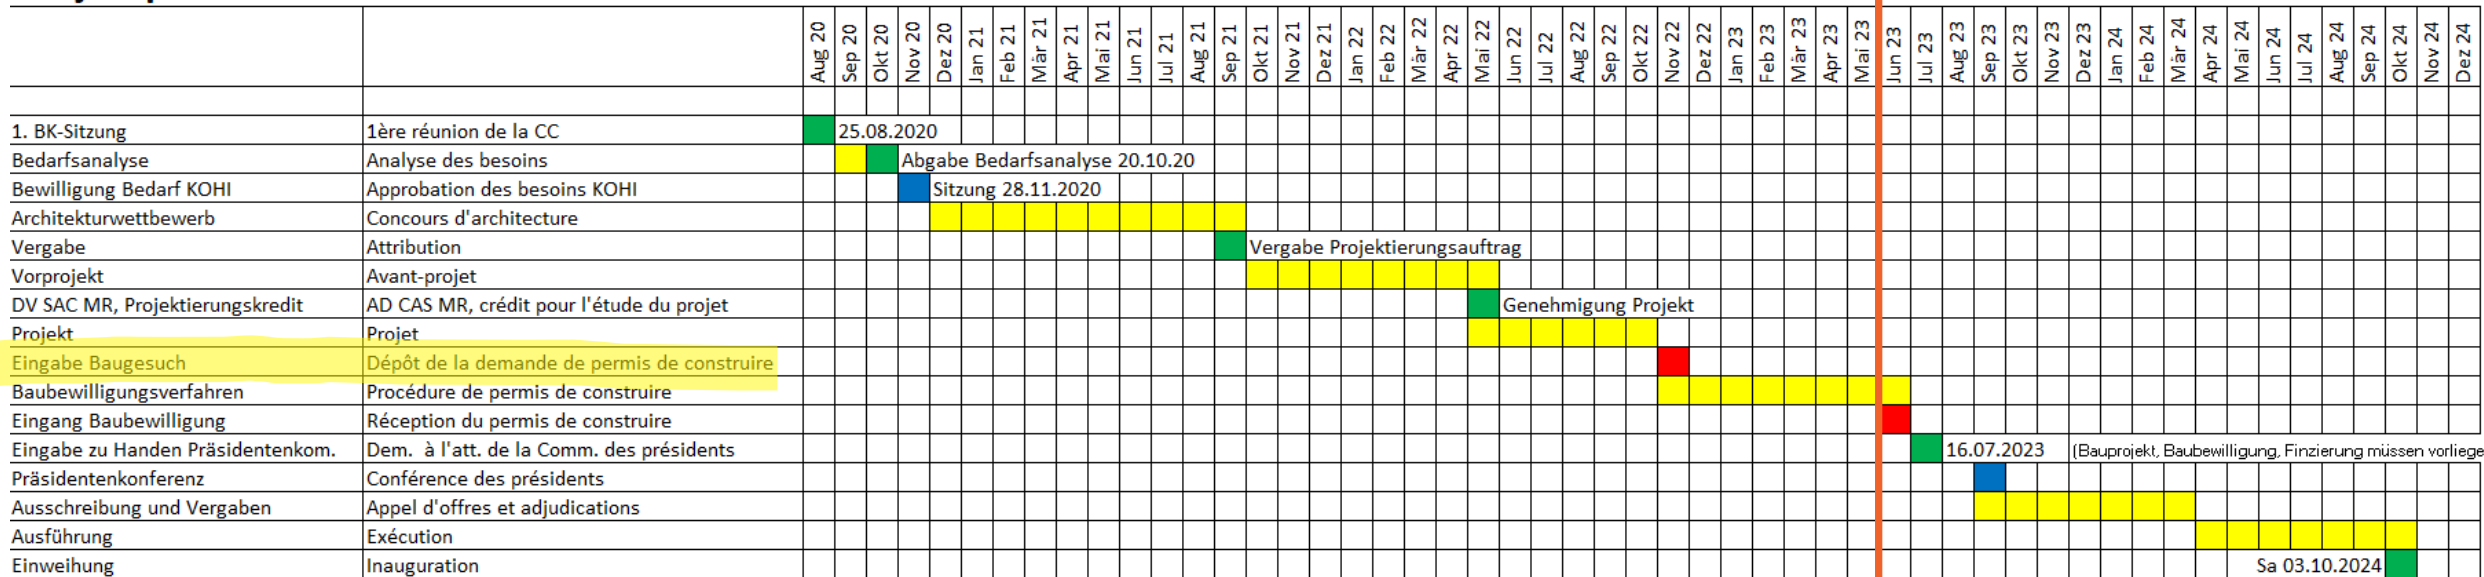 Aug 20 Sep 20 Okt 20 Nov 20 Dez 20 Jan 21 Feb 21 Mär 21 Apr 21 Mai 21 Jun 21 Jul 21 Aug 21 Sep 21 Okt 21 Nov 21 Dez 21 Jan 22 Feb 22 Mär 22 Apr 22 Mai 22 Jun 22 Jul 22 Aug 22 Sep 22 Okt 22 Nov 22 Dez 22 Jan 23 Feb 23 Mär 23 Apr 23 Mai 23 Jun 23 Jul 23 Aug 23 Sep 23 Okt 23 Nov 23 Dez 23 Jan 24 Feb 24 Mär 24 Apr 24 Mai 24 Jun 24 Jul 24 Aug 24 Sep 24 Okt 24 Nov 24 Dez 24
1. BK-Sitzung 1ère réunion de la CC 25.08.2020
Bedarfsanalyse Analyse des besoins Abgabe Bedarfsanalyse 20.10.20
Bewilligung Bedarf KOHI Approbation des besoins KOHI Sitzung 28.11.2020
Architekturwettbewerb Concours d'architecture
Vergabe Attribution Vergabe Projektierungsauftrag
Vorprojekt Avant-projet
DV SAC MR, Projektierungskredit AD CAS MR, crédit pour l'étude du projet Genehmigung Projekt
Projekt Projet
Eingabe Baugesuch Dépôt de la demande de permis de construire
Baubewilligungsverfahren Procédure de permis de construire
Eingang Baubewilligung Réception du permis de construire
Eingabe zu Handen Präsidentenkom. Dem. à l'att. de la Comm. des présidents 16.07.2023 (Bauprojekt, Baubewilligung, Finzierung müssen vorliege
Präsidentenkonferenz Conférence des présidents
Ausschreibung und Vergaben Appel d'offres et adjudications
Ausführung Exécution
Einweihung Inauguration Sa 03.10.2024